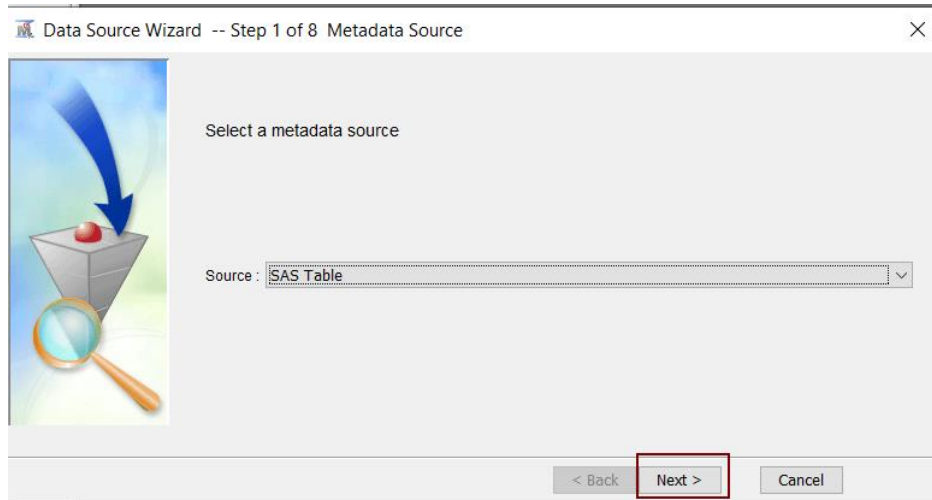 Data Source Wizard -- Step 1 of 8 Metadata Source
Select a metadata source
Source : SAS Table
< Back Next > Cancel